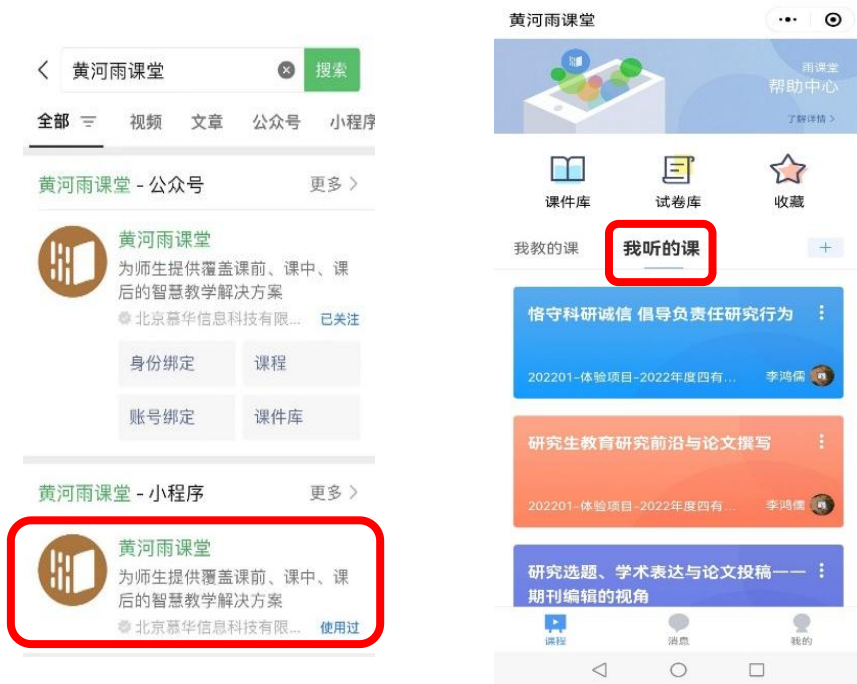 黄河雨课堂
搜索
全部
视频
文章
公众号
小程序
黄河雨课堂 - 公众号
更多
黄河雨课堂
为师生提供覆盖课前、课中、课
后的智慧教学解决方案
北京慕华信息科技有限...
已关注
身份绑定
课程
账号绑定
课件库
黄河雨课堂 - 小程序
更多
黄河雨课堂
为师生提供覆盖课前、课中、课
后的智慧教学解决方案
北京慕华信息科技有限...
使用过
黄河雨课堂
雨课堂
帮助中心
了解详情 >
课件库
试卷库
收藏
我教的课
我听的课
恪守科研诚信 倡导负责任研究行为
202201-体验项目-2022年度四有...
李鸿儒
研究生教育研究前沿与论文撰写
202201-体验项目-2022年度四有...
李鸿儒
研究选题、学术表达与论文投稿——
期刊编辑的视角
课程
消息
我的